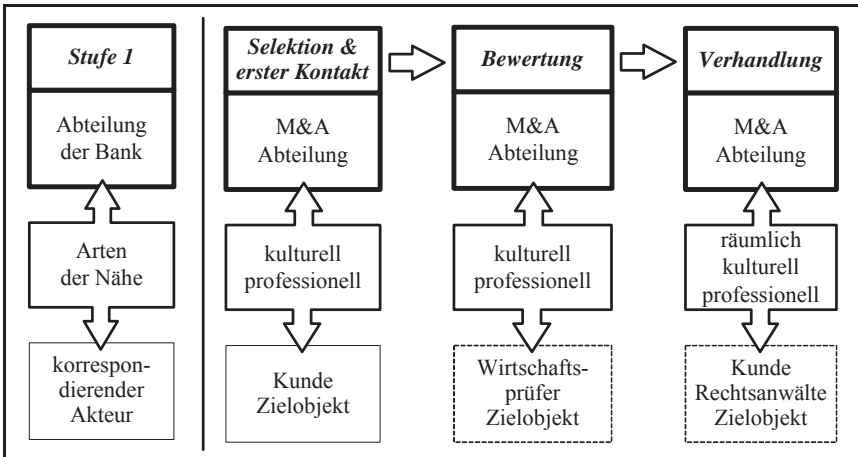 Stufe 1
Abteilung
der Bank
Arten
der Nähe
korrespon-
dierender
Akteur
Selektion &
erster Kontakt
M&A
Abteilung
kulturell
professionell
Kunde
Zielobjekt
Bewertung
M&A
Abteilung
kulturell
professionell
Wirtschafts-
prüfer
Zielobjekt
Verhandlung
M&A
Abteilung
räumlich
kulturell
professionell
Kunde
Rechtsanwälte
Zielobjekt